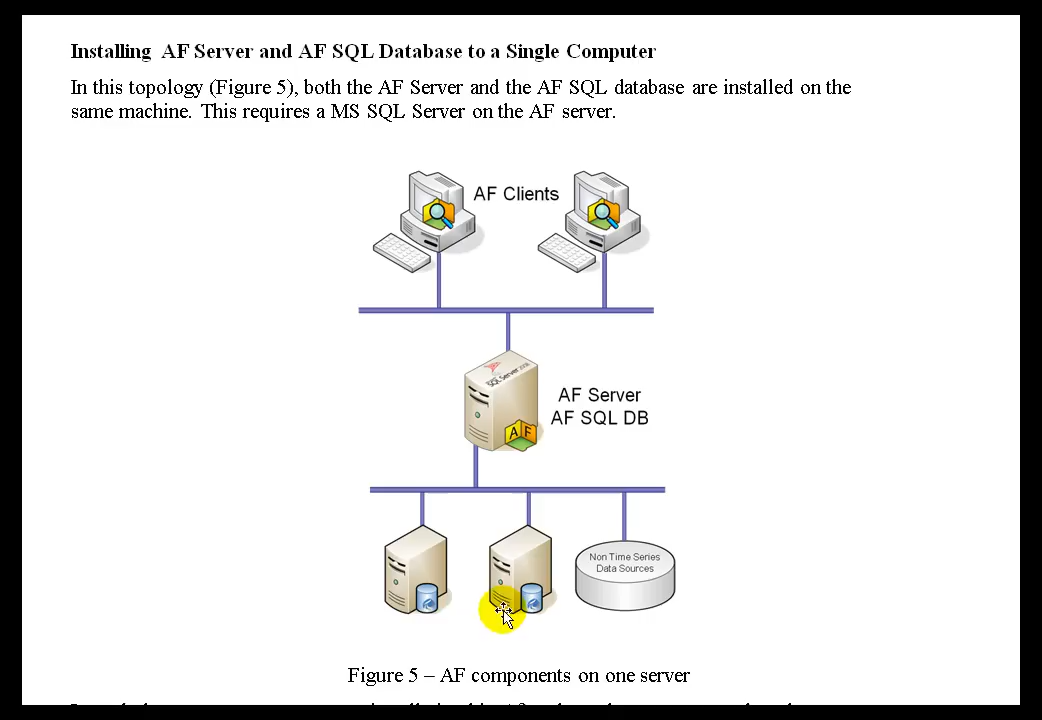 Installing AF Server and AF SQL Database to a Single Computer
In this topology (Figure 5), both the AF Server and the AF SQL database are installed on the
same machine. This requires a MS SQL Server on the AF server.
AF Clients
SQL Server 2008
AF Server
AF SQL DB
A F
Non Time Series
Data Sources
Figure 5 – AF components on one server